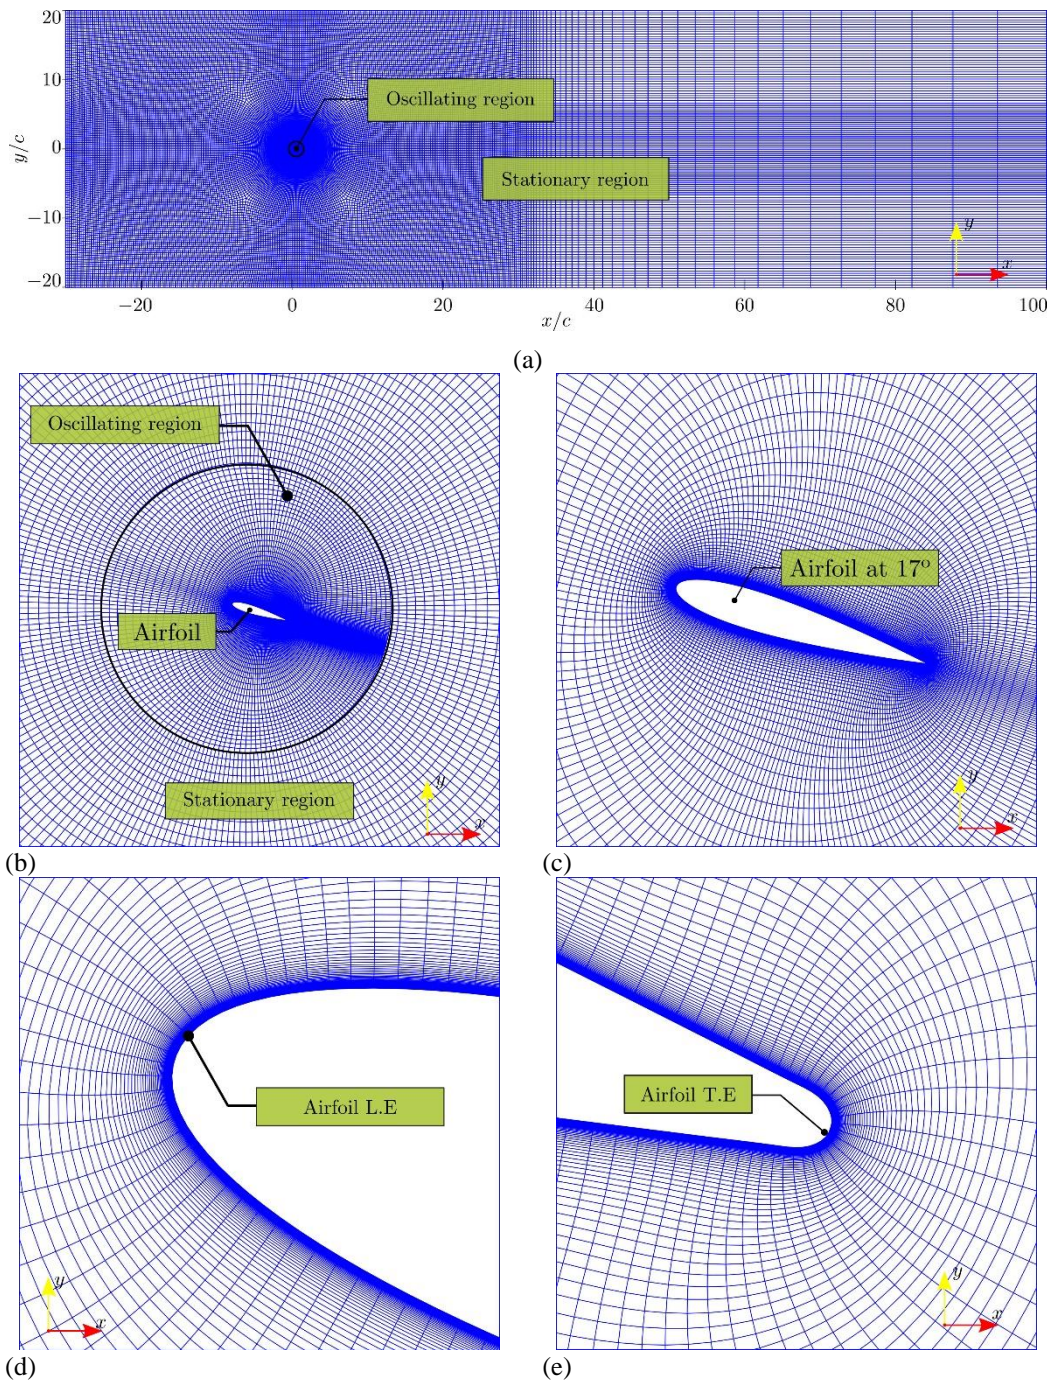 20
10
0
−10
−20
y/c
Oscillating region
Stationary region
y
x
−20
0
20
40
60
80
100
x/c
(a)
Oscillating region
Airfoil
Stationary region
y
x
(b)
Airfoil at 17°
y
x
(c)
Airfoil L.E
y
x
(d)
Airfoil T.E
y
x
(e)